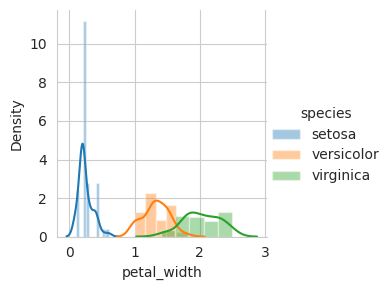 Density
10
8
6
4
2
0
0
1
2
3
petal_width
species
setosa
versicolor
virginica